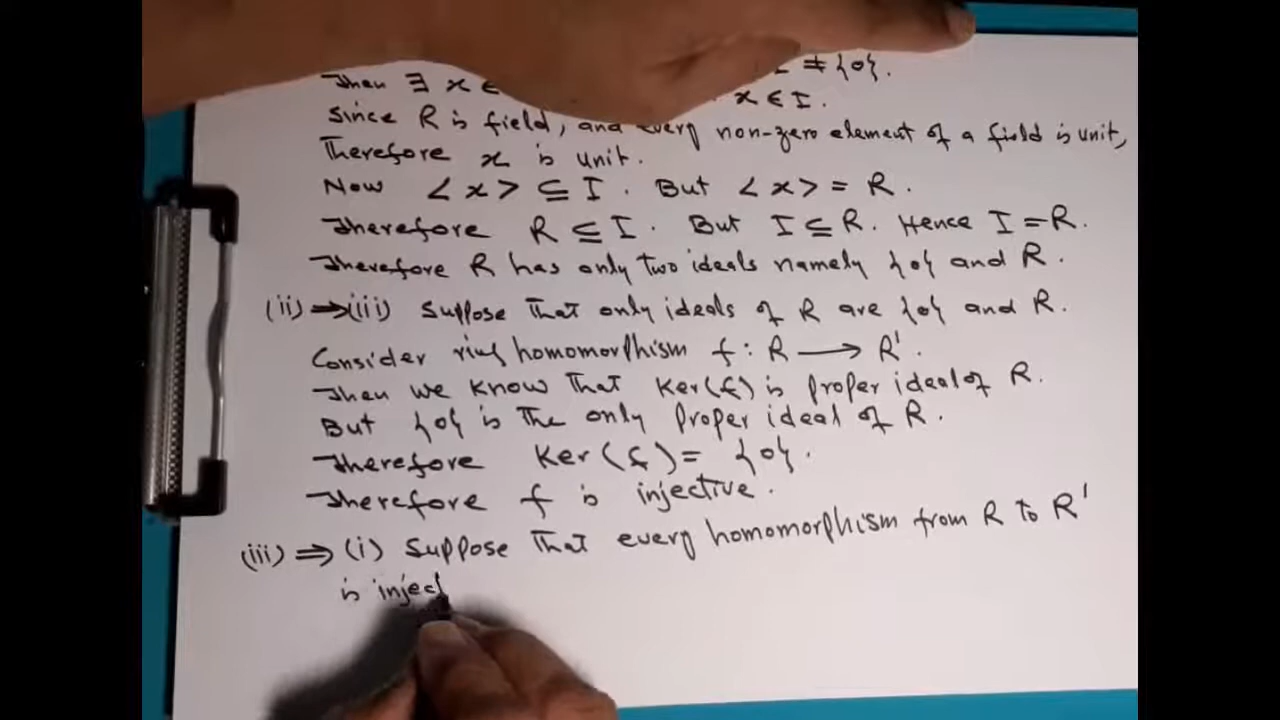 I ≠ {0}.
Then ∃ x ∈ x ∈ I.
Since R is field, and every non-zero element of a field is unit,
Therefore x is unit.
Now <x> ⊆ I. But <x> = R.
Therefore R ⊆ I. But I ⊆ R. Hence I = R.
Therefore R has only two ideals namely {0} and R.
(ii) ⇒ (iii) Suppose that only ideals of R are {0} and R.
Consider ring homomorphism f : R ⟶ R'.
Then we know that Ker(f) is proper ideal of R.
But {0} is the only proper ideal of R.
Therefore Ker(f) = {0}.
Therefore f is injective.
(iii) ⇒ (i) Suppose that every homomorphism from R to R'
is inject